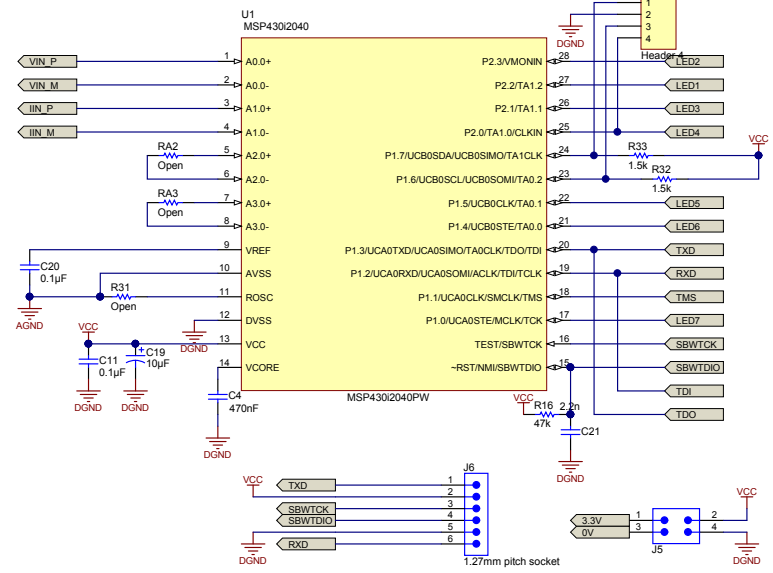 U1
MSP430i2040
1
2
3
4
Header 4
DGND
VIN_P 1 A0.0+ P2.3/VMONIN 28 LED2
VIN_M 2 A0.0- P2.2/TA1.2 27 LED1
IIN_P 3 A1.0+ P2.1/TA1.1 26 LED3
IIN_M 4 A1.0- P2.0/TA1.0/CLKIN 25 LED4
RA2
Open
5 A2.0+ P1.7/UCB0SDA/UCB0SIMO/TA1CLK 24
R33
1.5k
VCC
6 A2.0- P1.6/UCB0SCL/UCB0SOMI/TA0.2 23
R32
1.5k
RA3
Open
7 A3.0+ P1.5/UCB0CLK/TA0.1 22 LED5
8 A3.0- P1.4/UCB0STE/TA0.0 21 LED6
9 VREF P1.3/UCA0TXD/UCA0SIMO/TA0CLK/TDO/TDI 20 TXD
C20
0.1µF
10 AVSS P1.2/UCA0RXD/UCA0SOMI/ACLK/TDI/TCLK 19 RXD
R31
Open
11 ROSC P1.1/UCA0CLK/SMCLK/TMS 18 TMS
AGND
12 DVSS P1.0/UCA0STE/MCLK/TCK 17 LED7
VCC
DGND
13 VCC TEST/SBWTCK 16 SBWTCK
C11
0.1µF
C19
10µF
14 VCORE ~RST/NMI/SBWTDIO 15 SBWTDIO
TDI
DGND
DGND
C4
470nF
MSP430i2040PW
VCC
R16
47k
2.2n
TDO
C21
DGND
DGND
J6
VCC
TXD 1
2
SBWTCK 3
SBWTDIO 4
5
RXD 6
DGND
1.27mm pitch socket
VCC
3.3V 1 2
0V 3 4
J5
DGND